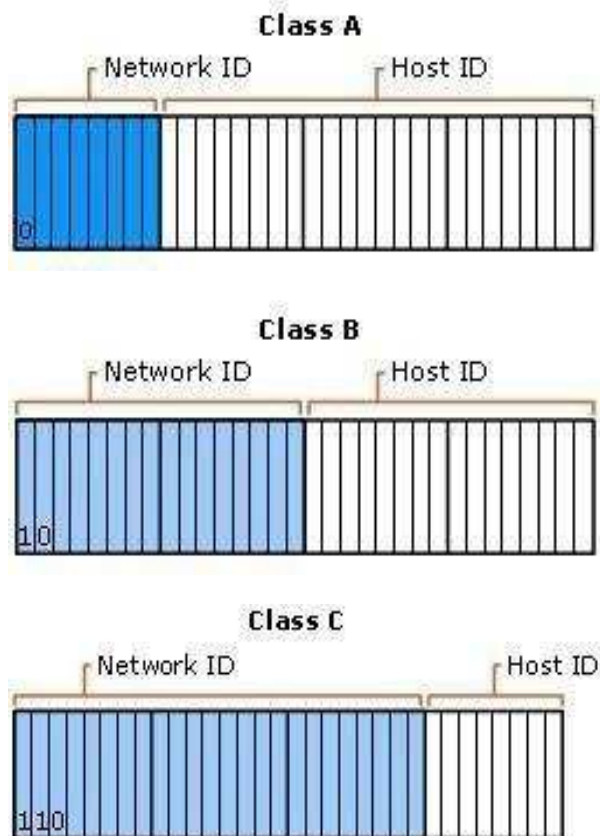 Class A
Network ID Host ID
0
Class B
Network ID Host ID
10
Class C
Network ID Host ID
110